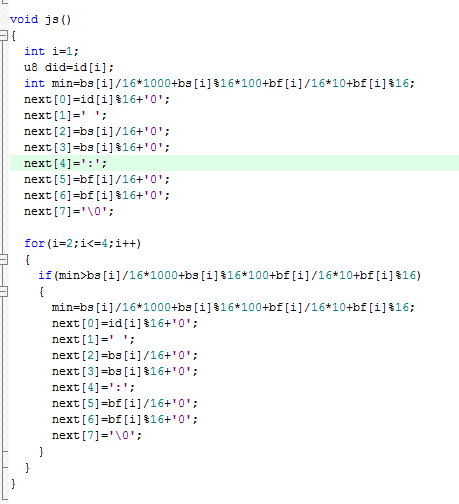 void js()
{
  int i=1;
  u8 did=id[i];
  int min=bs[i]/16*1000+bs[i]%16*100+bf[i]/16*10+bf[i]%16;
  next[0]=id[i]%16+'0';
  next[1]=' ';
  next[2]=bs[i]/16+'0';
  next[3]=bs[i]%16+'0';
  next[4]=':';
  next[5]=bf[i]/16+'0';
  next[6]=bf[i]%16+'0';
  next[7]='\0';

  for(i=2;i<=4;i++)
  {
    if(min>bs[i]/16*1000+bs[i]%16*100+bf[i]/16*10+bf[i]%16)
    {
      min=bs[i]/16*1000+bs[i]%16*100+bf[i]/16*10+bf[i]%16;
      next[0]=id[i]%16+'0';
      next[1]=' ';
      next[2]=bs[i]/16+'0';
      next[3]=bs[i]%16+'0';
      next[4]=':';
      next[5]=bf[i]/16+'0';
      next[6]=bf[i]%16+'0';
      next[7]='\0';
    }
  }
}